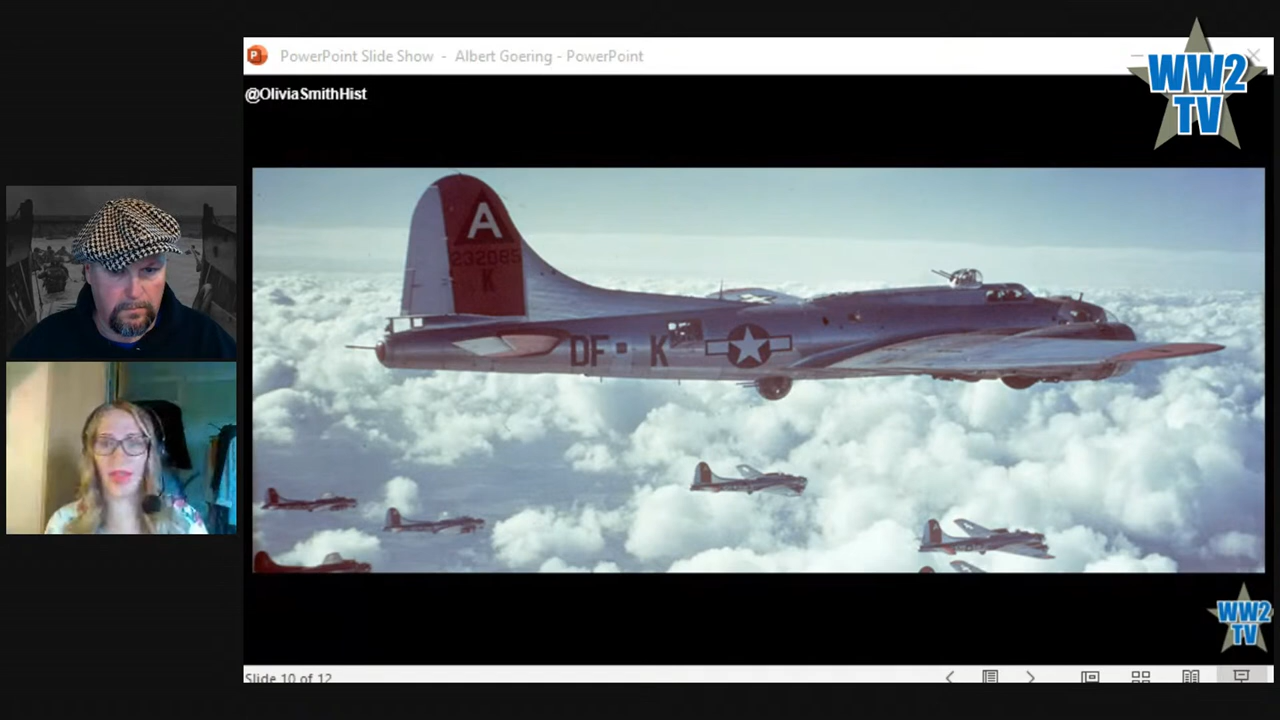 PowerPoint Slide Show - Albert Goering - PowerPoint
WW2
TV
@OliviaSmithHist
A
232085
K
DF K
WW2
TV
Slide 10 of 12